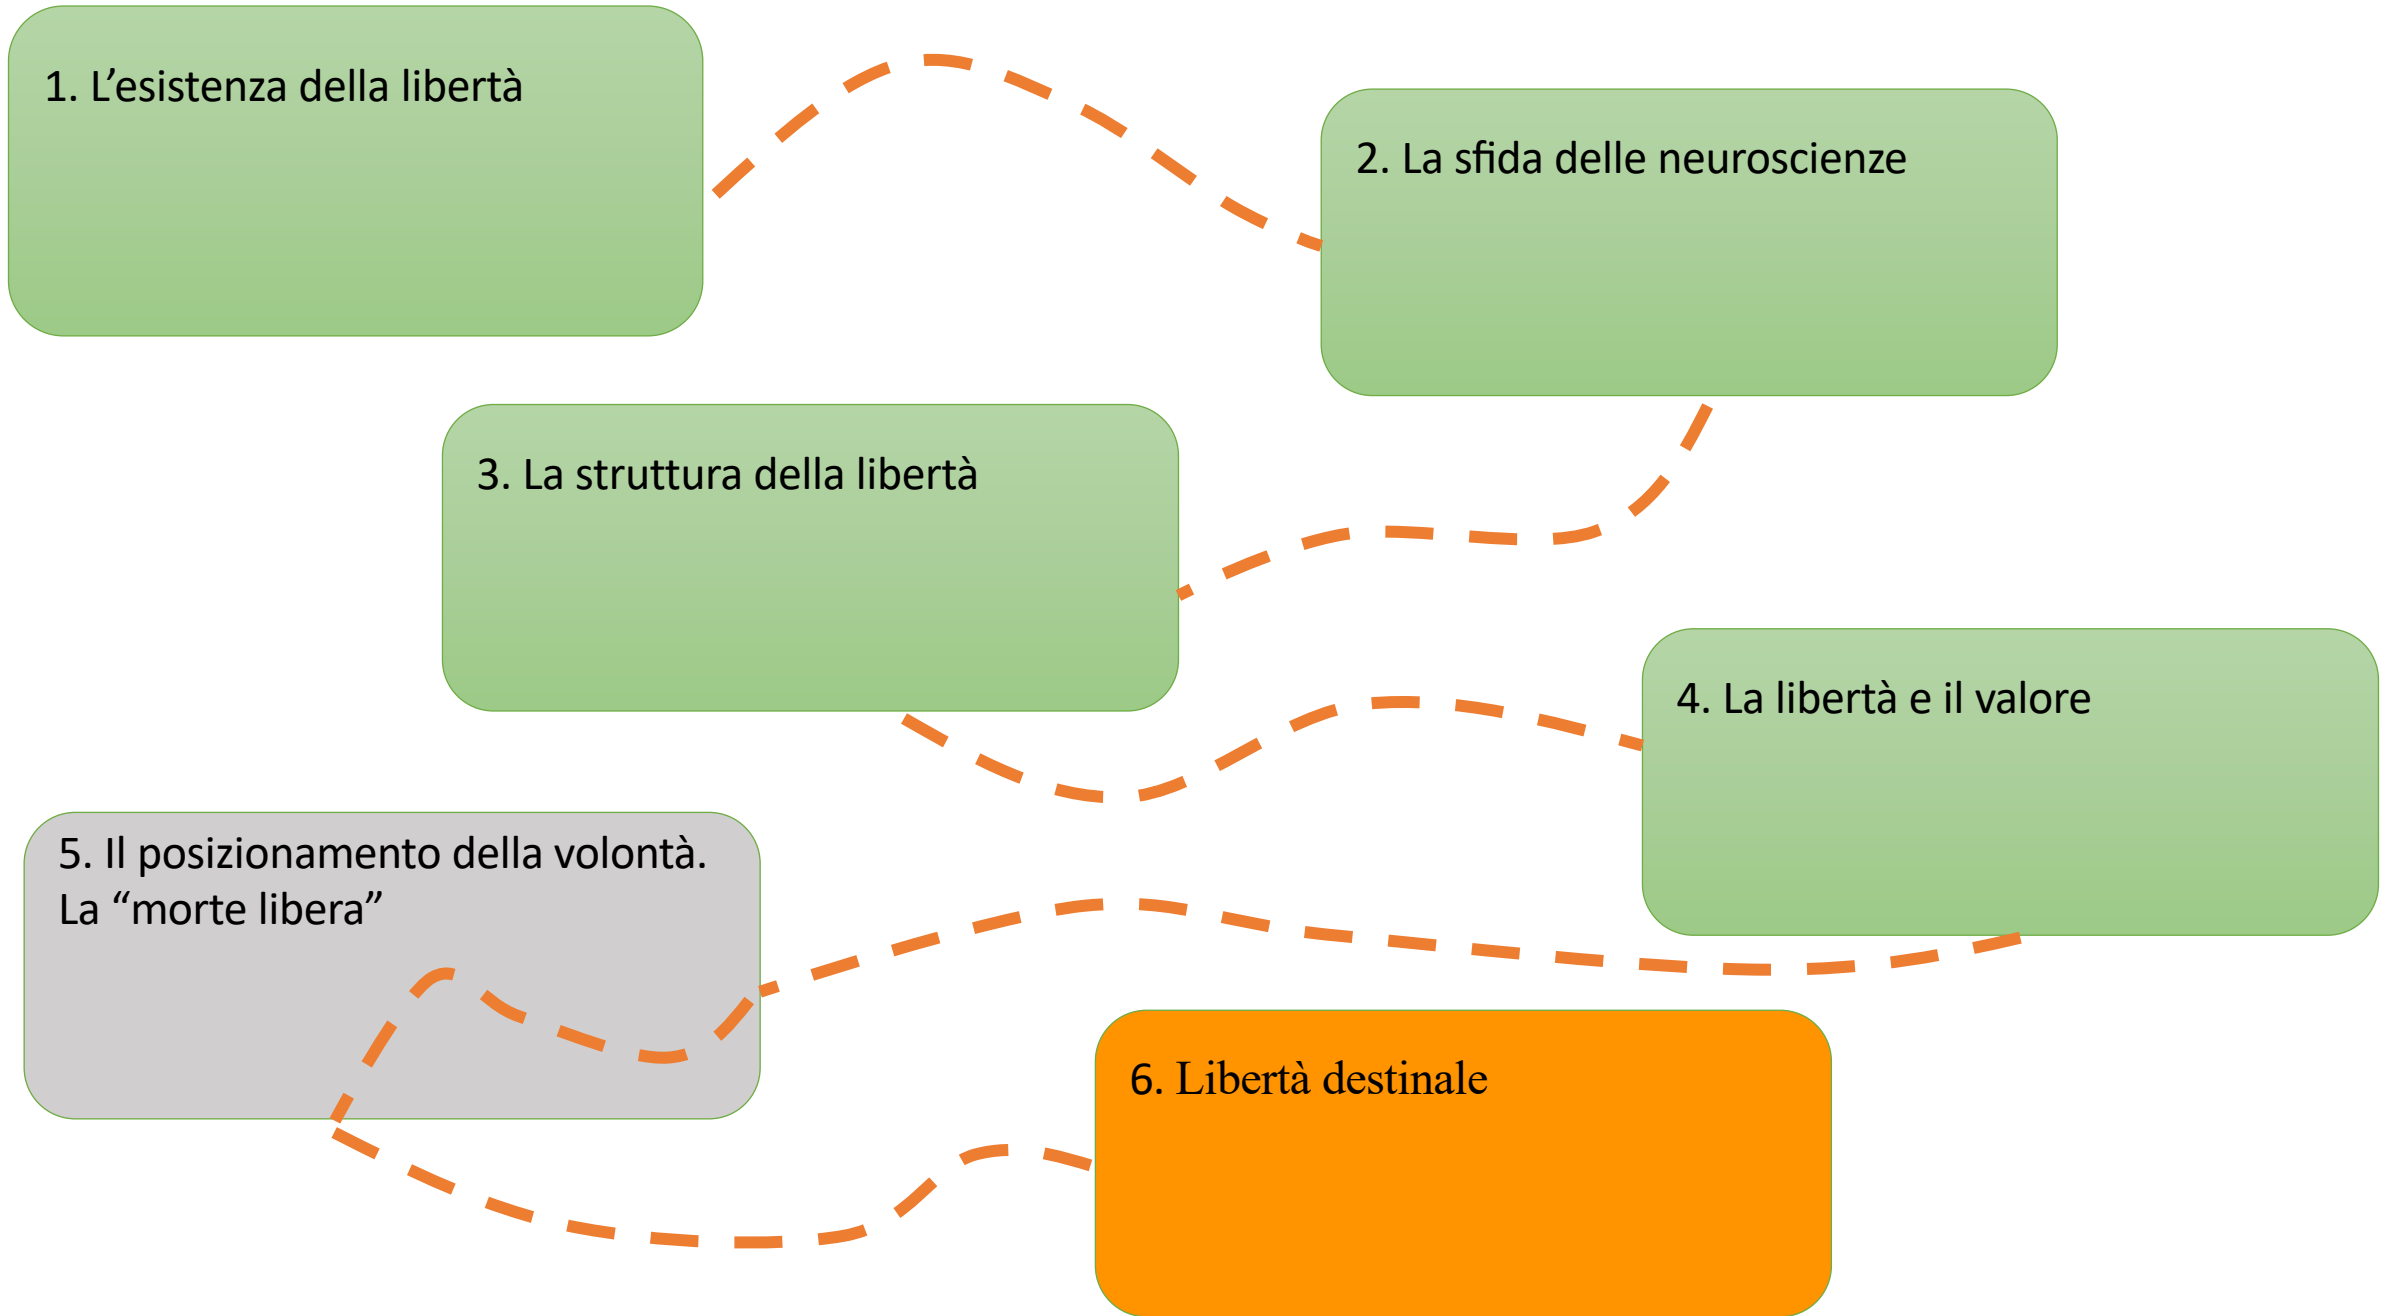 1. L’esistenza della libertà
2. La sfida delle neuroscienze
3. La struttura della libertà
4. La libertà e il valore
5. Il posizionamento della volontà.
La “morte libera”
6. Libertà destinale